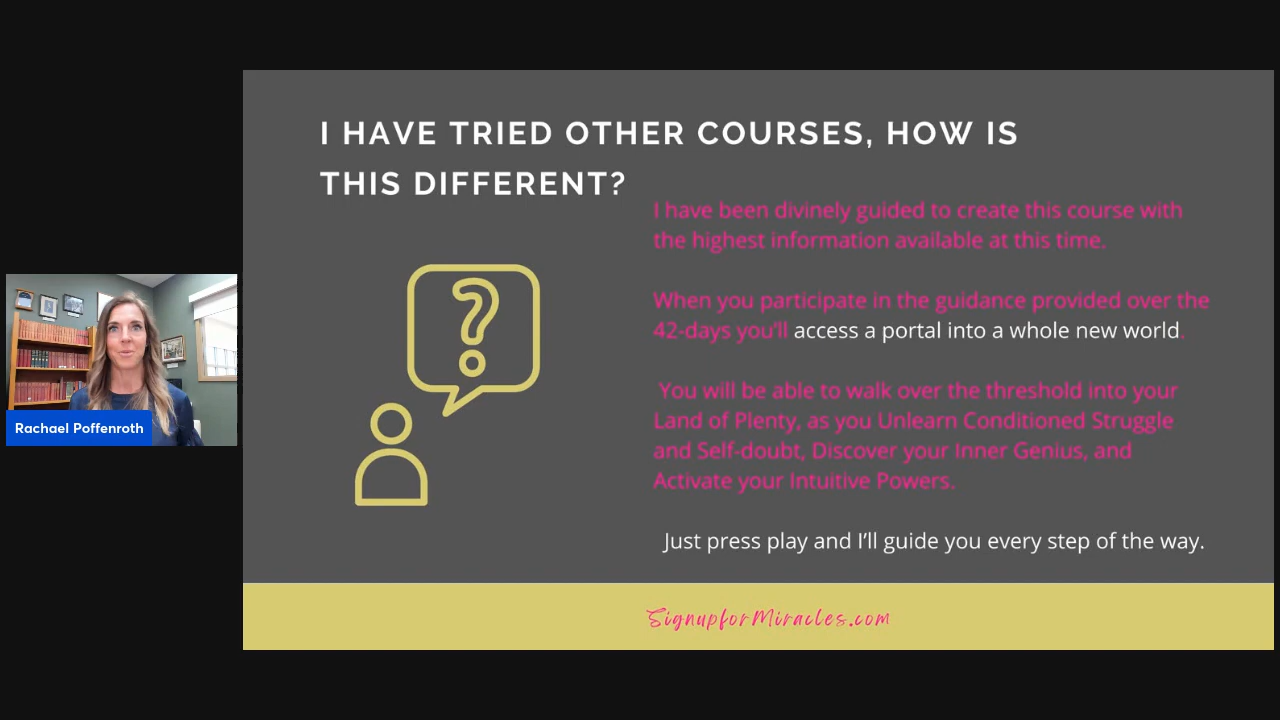 I HAVE TRIED OTHER COURSES, HOW IS
THIS DIFFERENT?
I have been divinely guided to create this course with
the highest information available at this time.
When you participate in the guidance provided over the
42-days you'll access a portal into a whole new world.
You will be able to walk over the threshold into your
Land of Plenty, as you Unlearn Conditioned Struggle
and Self-doubt, Discover your Inner Genius, and
Activate your Intuitive Powers.
Just press play and I'll guide you every step of the way.
Rachael Poffenroth
SignupforMiracles.com